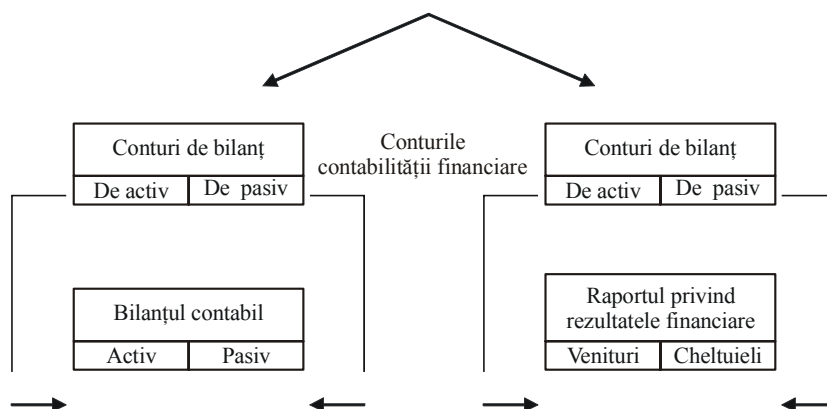 Conturi de bilanț
De activ
De pasiv
Conturile
contabilității financiare
Conturi de bilanț
De activ
De pasiv
Bilanțul contabil
Activ
Pasiv
Raportul privind
rezultatele financiare
Venituri
Cheltuieli